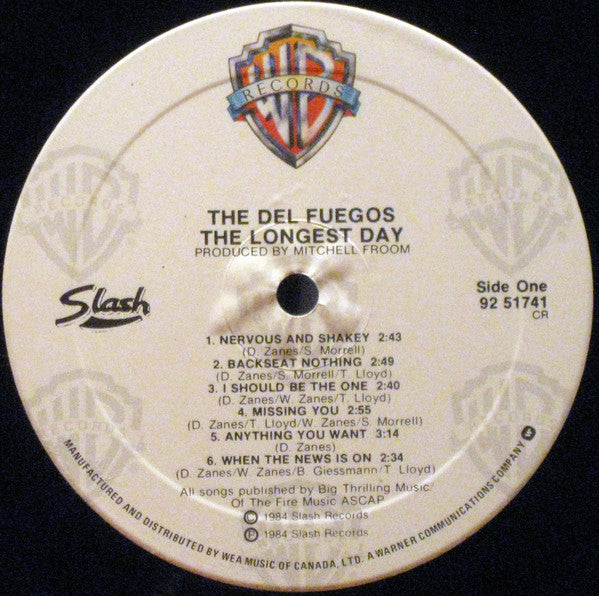 RECORDS
THE DEL FUEGOS
THE LONGEST DAY
PRODUCED BY MITCHELL FROOM
Slash
Side One
92 51741
CR
1. NERVOUS AND SHAKEY 2:43
(D. Zanes/S. Morrell)
2. BACKSEAT NOTHING 2:49
(D. Zanes/S. Morrell/T. Lloyd)
3. I SHOULD BE THE ONE 2:40
(D. Zanes/W. Zanes/T. Lloyd)
4. MISSING YOU 2:55
(D. Zanes/T. Lloyd/W. Zanes/S. Morrell)
5. ANYTHING YOU WANT 3:14
(D. Zanes)
6. WHEN THE NEWS IS ON 2:34
(D. Zanes/W. Zanes/B. Giessmann/T. Lloyd)
All songs published by Big Thrilling Music
Of The Fire Music ASCAP
© 1984 Slash Records
℗ 1984 Slash Records
MANUFACTURED AND DISTRIBUTED BY WEA MUSIC OF CANADA, LTD. A WARNER COMMUNICATIONS COMPANY
RECORDS
RECORDS
RECORDS
RECORDS